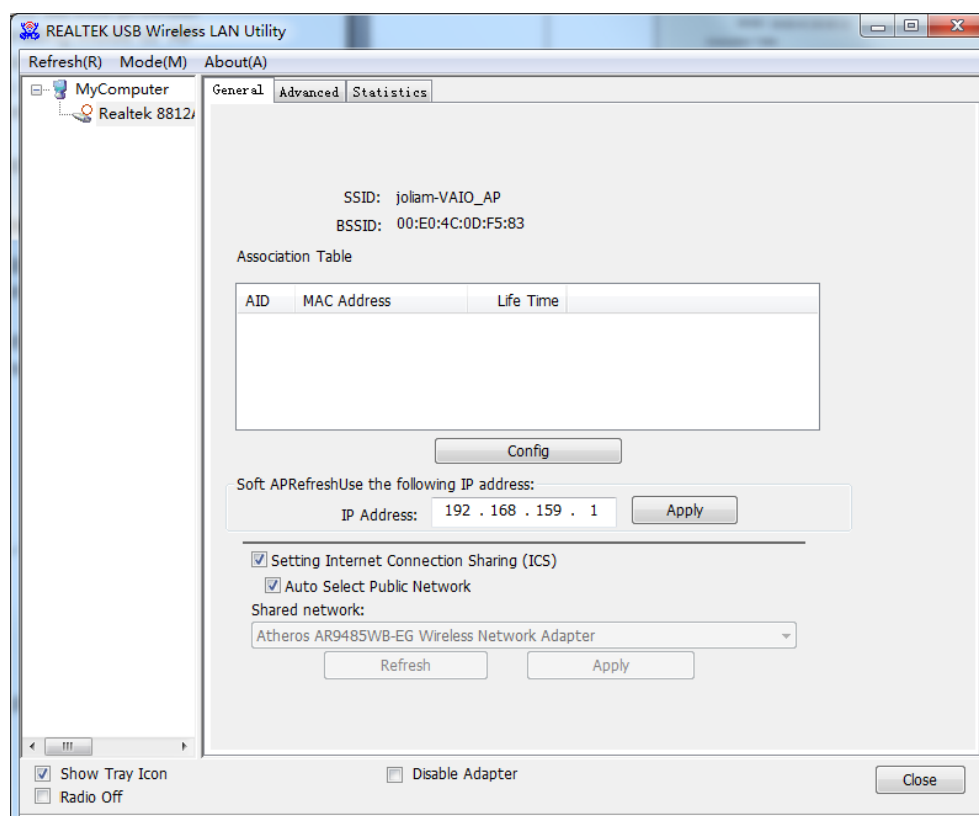 REALTEK USB Wireless LAN Utility
Refresh(R) Mode(M) About(A)
MyComputer
Realtek 8812A
General Advanced Statistics
SSID: joliam-VAIO_AP
BSSID: 00:E0:4C:0D:F5:83
Association Table
AID MAC Address Life Time
Config
Soft APRefreshUse the following IP address:
IP Address: 192 . 168 . 159 . 1 Apply
Setting Internet Connection Sharing (ICS)
Auto Select Public Network
Shared network:
Atheros AR9485WB-EG Wireless Network Adapter
Refresh Apply
Show Tray Icon Disable Adapter Close
Radio Off